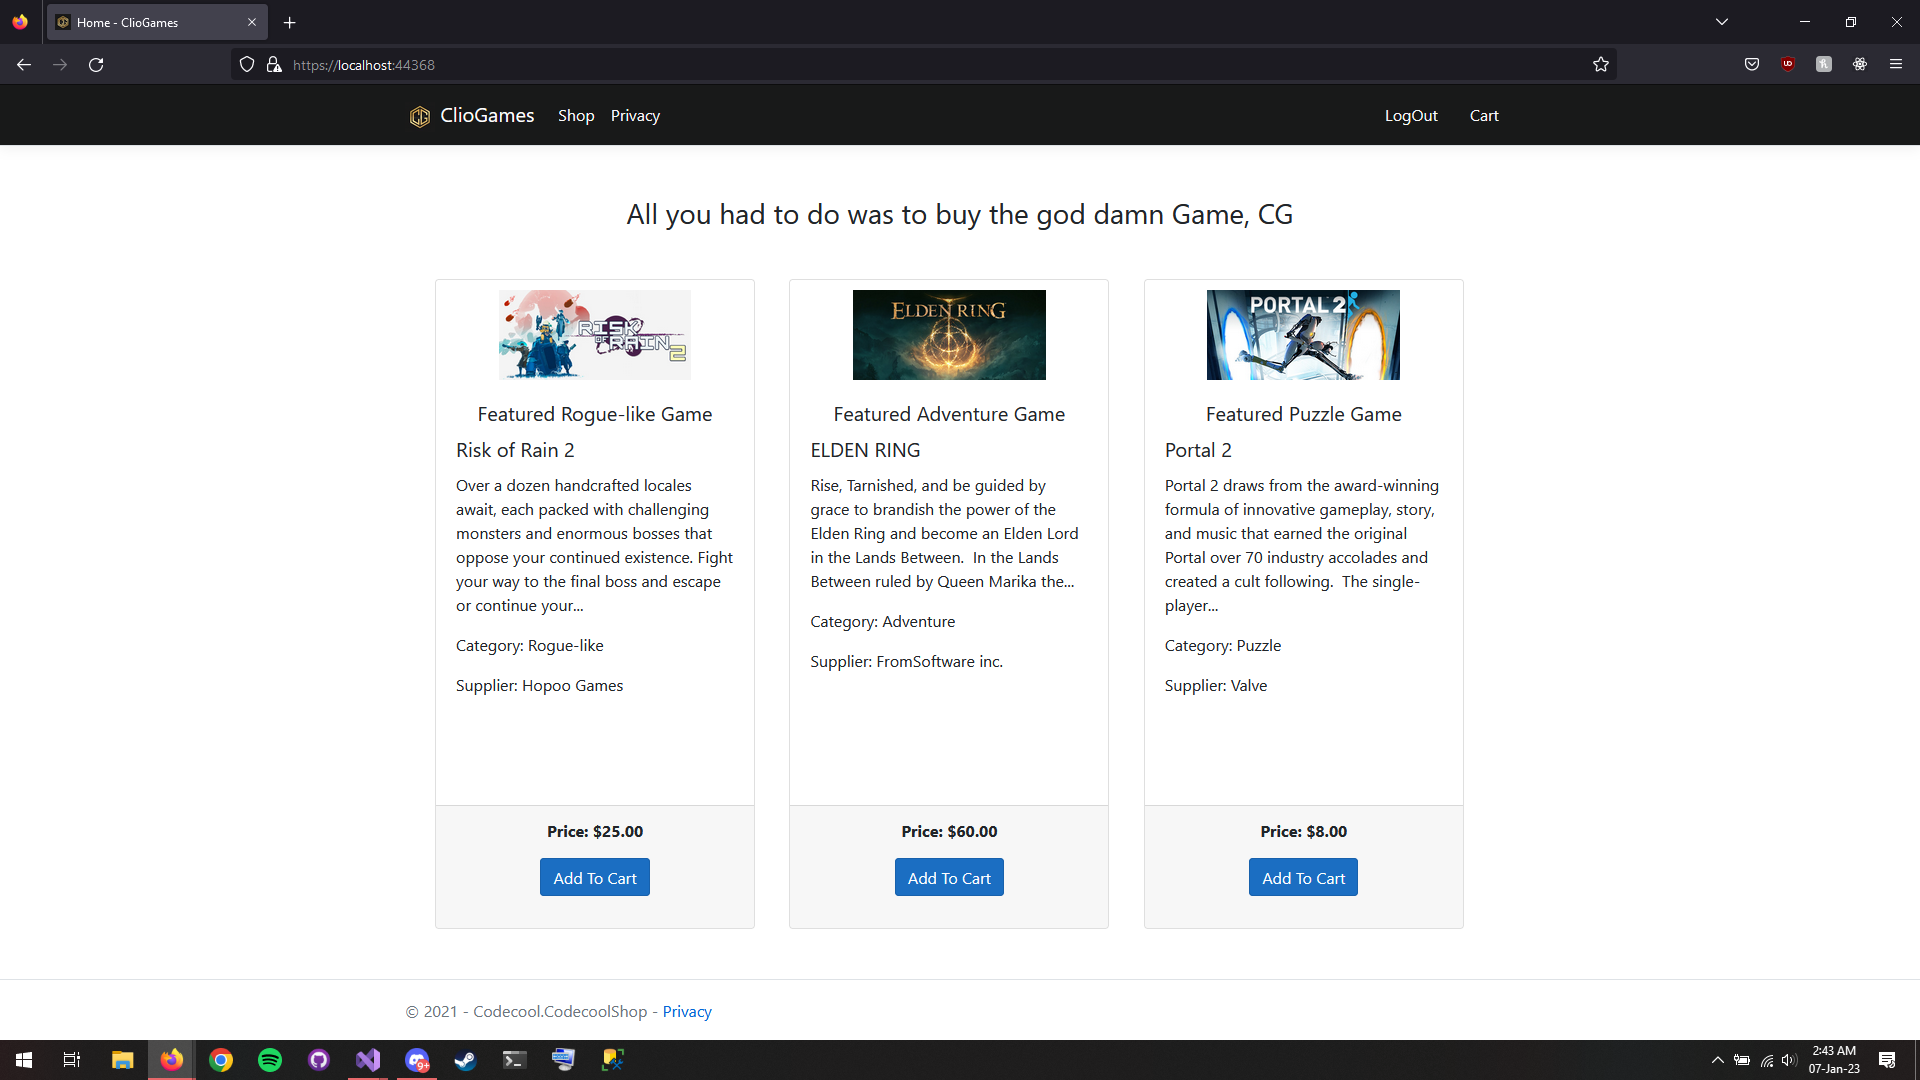 Home - ClioGames
https://localhost:44368
ClioGames Shop Privacy LogOut Cart
All you had to do was to buy the god damn Game, CG
RISK OF RAIN 2
Featured Rogue-like Game
Risk of Rain 2
Over a dozen handcrafted locales
await, each packed with challenging
monsters and enormous bosses that
oppose your continued existence. Fight
your way to the final boss and escape
or continue your...
Category: Rogue-like
Supplier: Hopoo Games
Price: $25.00
Add To Cart
ELDEN RING
Featured Adventure Game
ELDEN RING
Rise, Tarnished, and be guided by
grace to brandish the power of the
Elden Ring and become an Elden Lord
in the Lands Between.  In the Lands
Between ruled by Queen Marika the...
Category: Adventure
Supplier: FromSoftware inc.
Price: $60.00
Add To Cart
PORTAL 2
Featured Puzzle Game
Portal 2
Portal 2 draws from the award-winning
formula of innovative gameplay, story,
and music that earned the original
Portal over 70 industry accolades and
created a cult following.  The single-
player...
Category: Puzzle
Supplier: Valve
Price: $8.00
Add To Cart
© 2021 - Codecool.CodecoolShop - Privacy
9+
2:43 AM
07-Jan-23